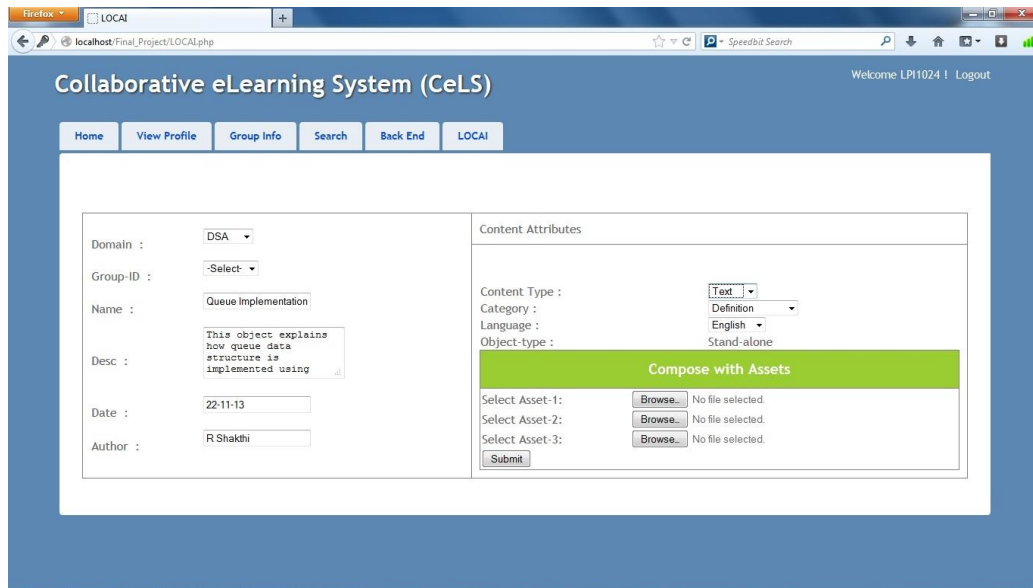 Firefox
LOCAI
localhost/Final_Project/LOCAI.php
Speedbit Search
Collaborative eLearning System (CeLS)
Welcome LPI1024 ! Logout
Home View Profile Group Info Search Back End LOCAI
Domain : DSA
Group-ID : -Select-
Name : Queue Implementation
Desc : This object explains
how queue data
structure is
implemented using
Date : 22-11-13
Author : R Shakthi
Content Attributes
Content Type : Text
Category : Definition
Language : English
Object-type : Stand-alone
Compose with Assets
Select Asset-1: Browse_ No file selected.
Select Asset-2: Browse_ No file selected.
Select Asset-3: Browse_ No file selected.
Submit